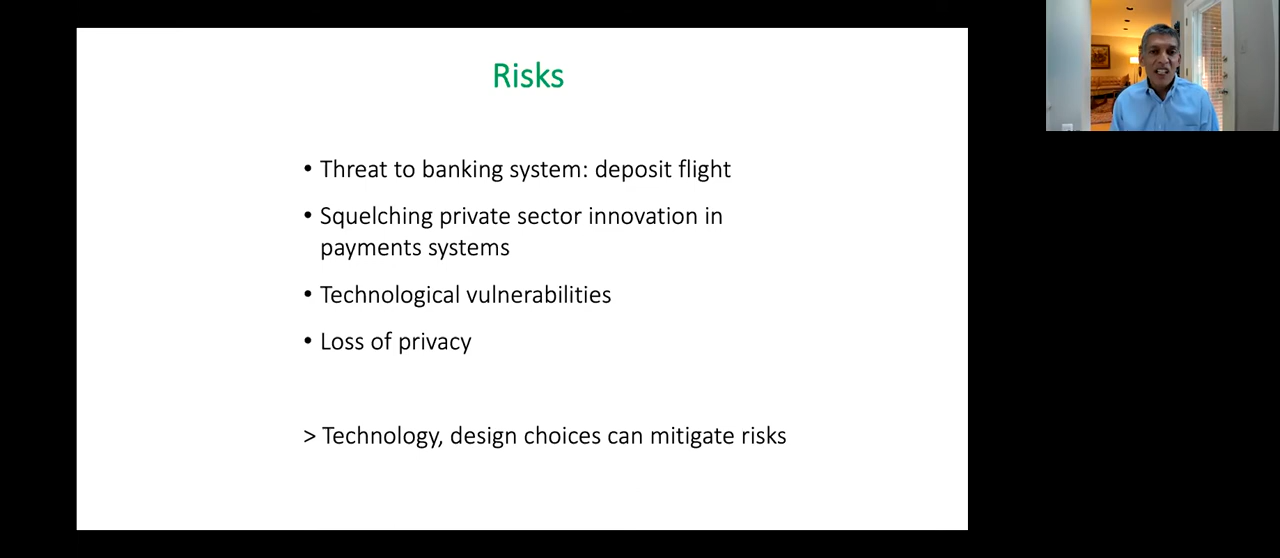 Risks
• Threat to banking system: deposit flight
• Squelching private sector innovation in
payments systems
• Technological vulnerabilities
• Loss of privacy
> Technology, design choices can mitigate risks